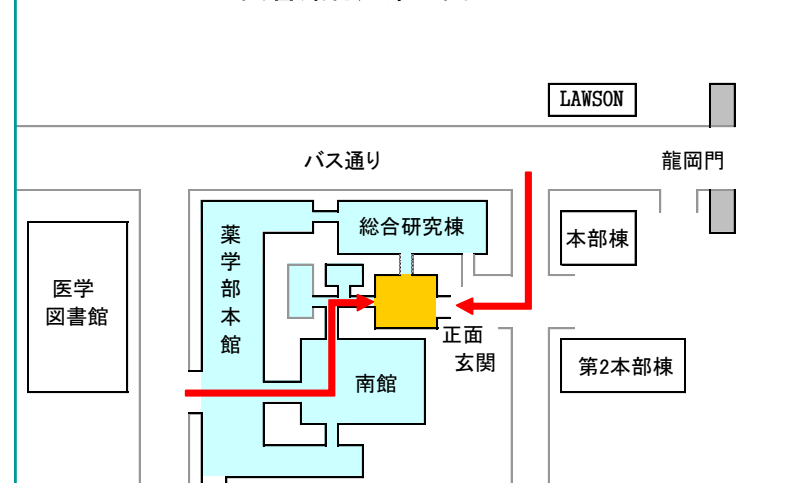 LAWSON
バス通り
龍岡門
総合研究棟
薬
学
部
本
館
本部棟
医学
図書館
正面
玄関
第2本部棟
南館